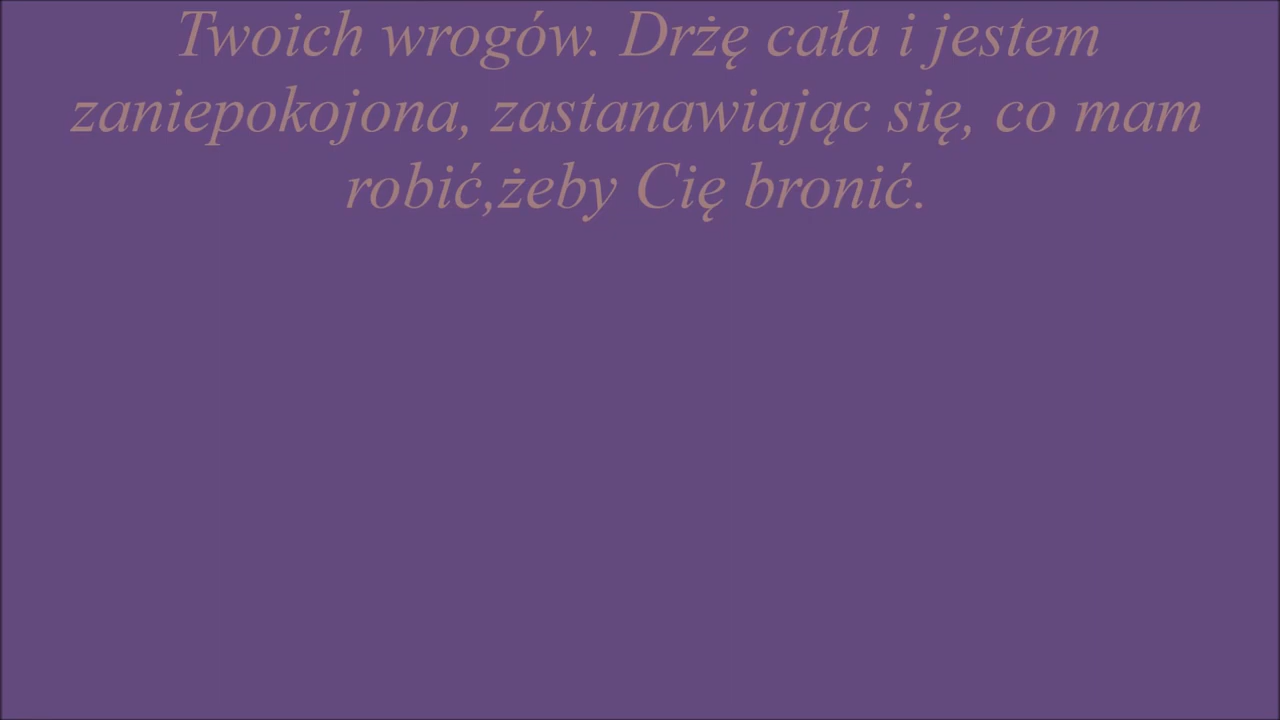 Twoich wrogów. Drżę cała i jestem
zaniepokojona, zastanawiając się, co mam
robić,żeby Cię bronić.